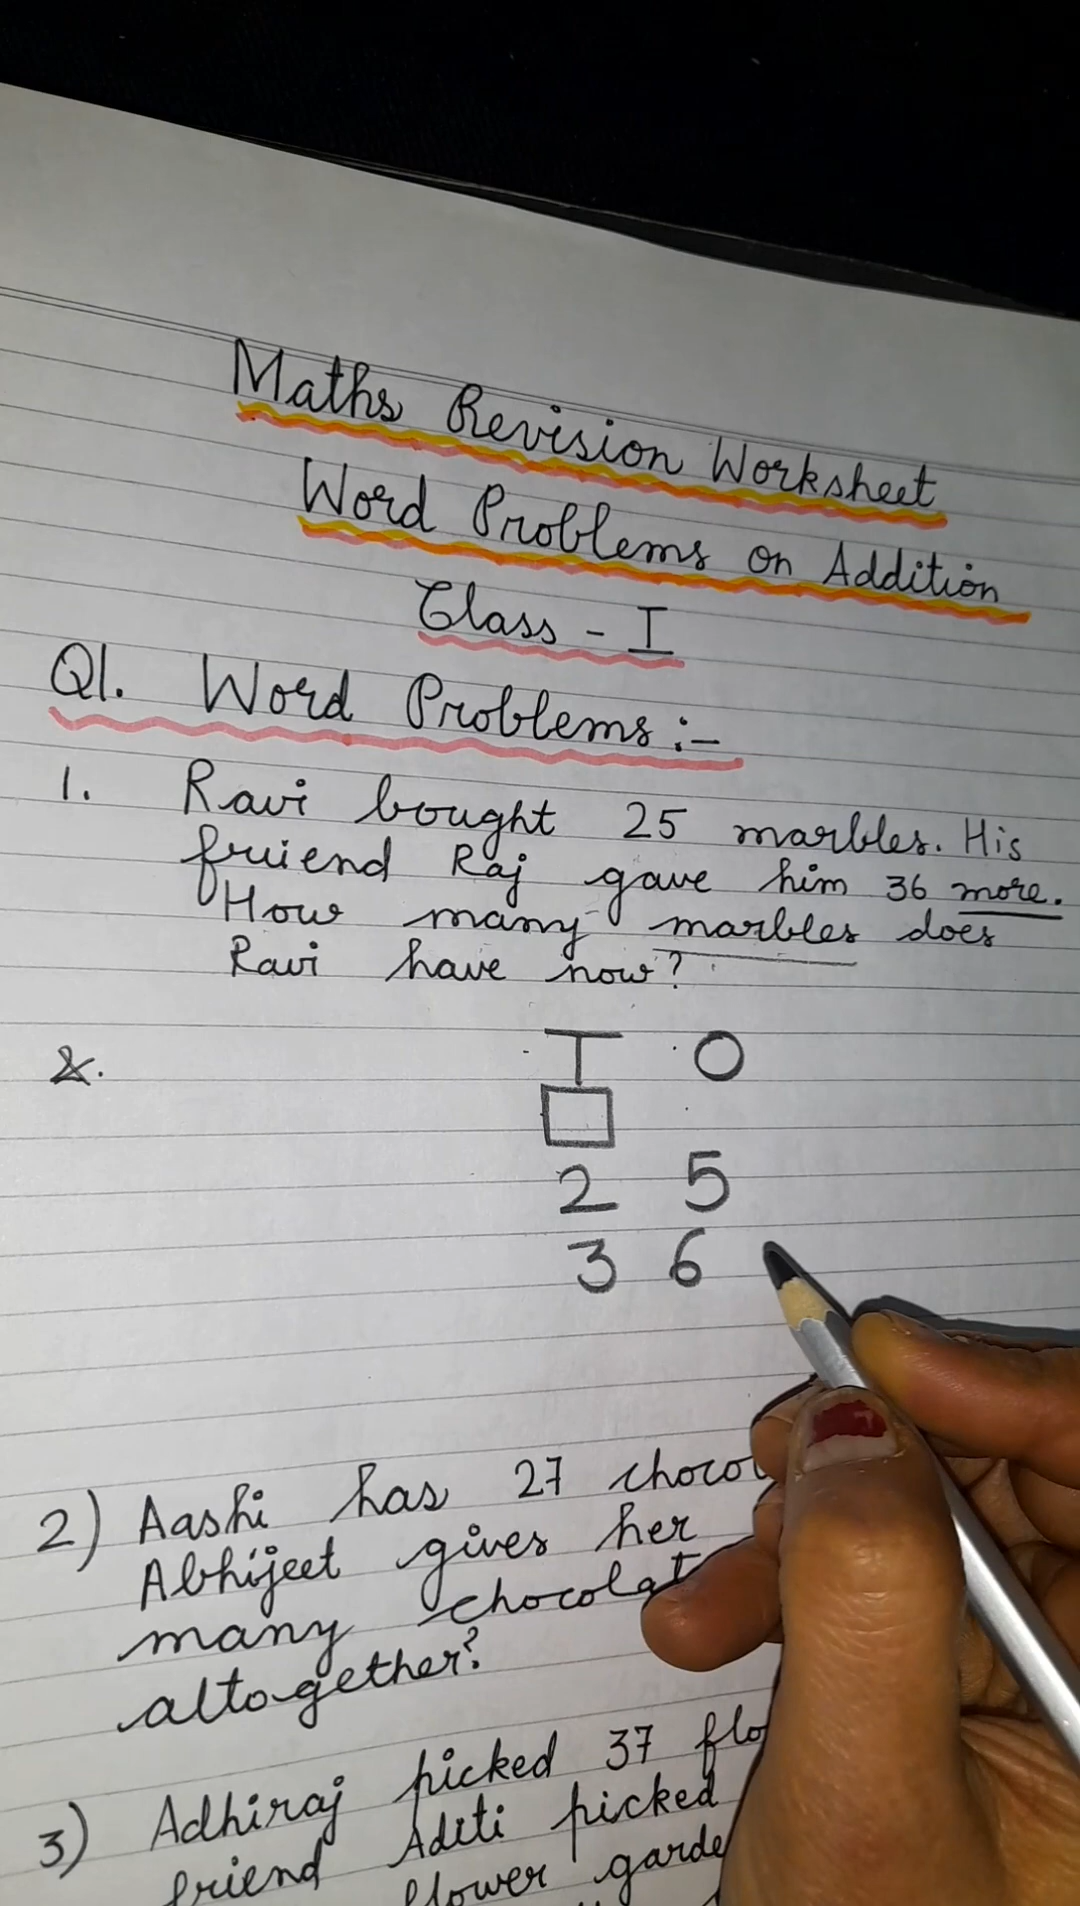 Maths Revision Worksheet
Word Problems on Addition
Class - I
Q1. Word Problems :-
1. Ravi bought 25 marbles. His
friend Raj gave him 36 more.
How many marbles does
Ravi have now?
T O
2 5
3 6
2) Aashi has 27
Abhijeet gives her
many
altogether?
3) Adhiraj picked 37
friend Aditi picked
flower